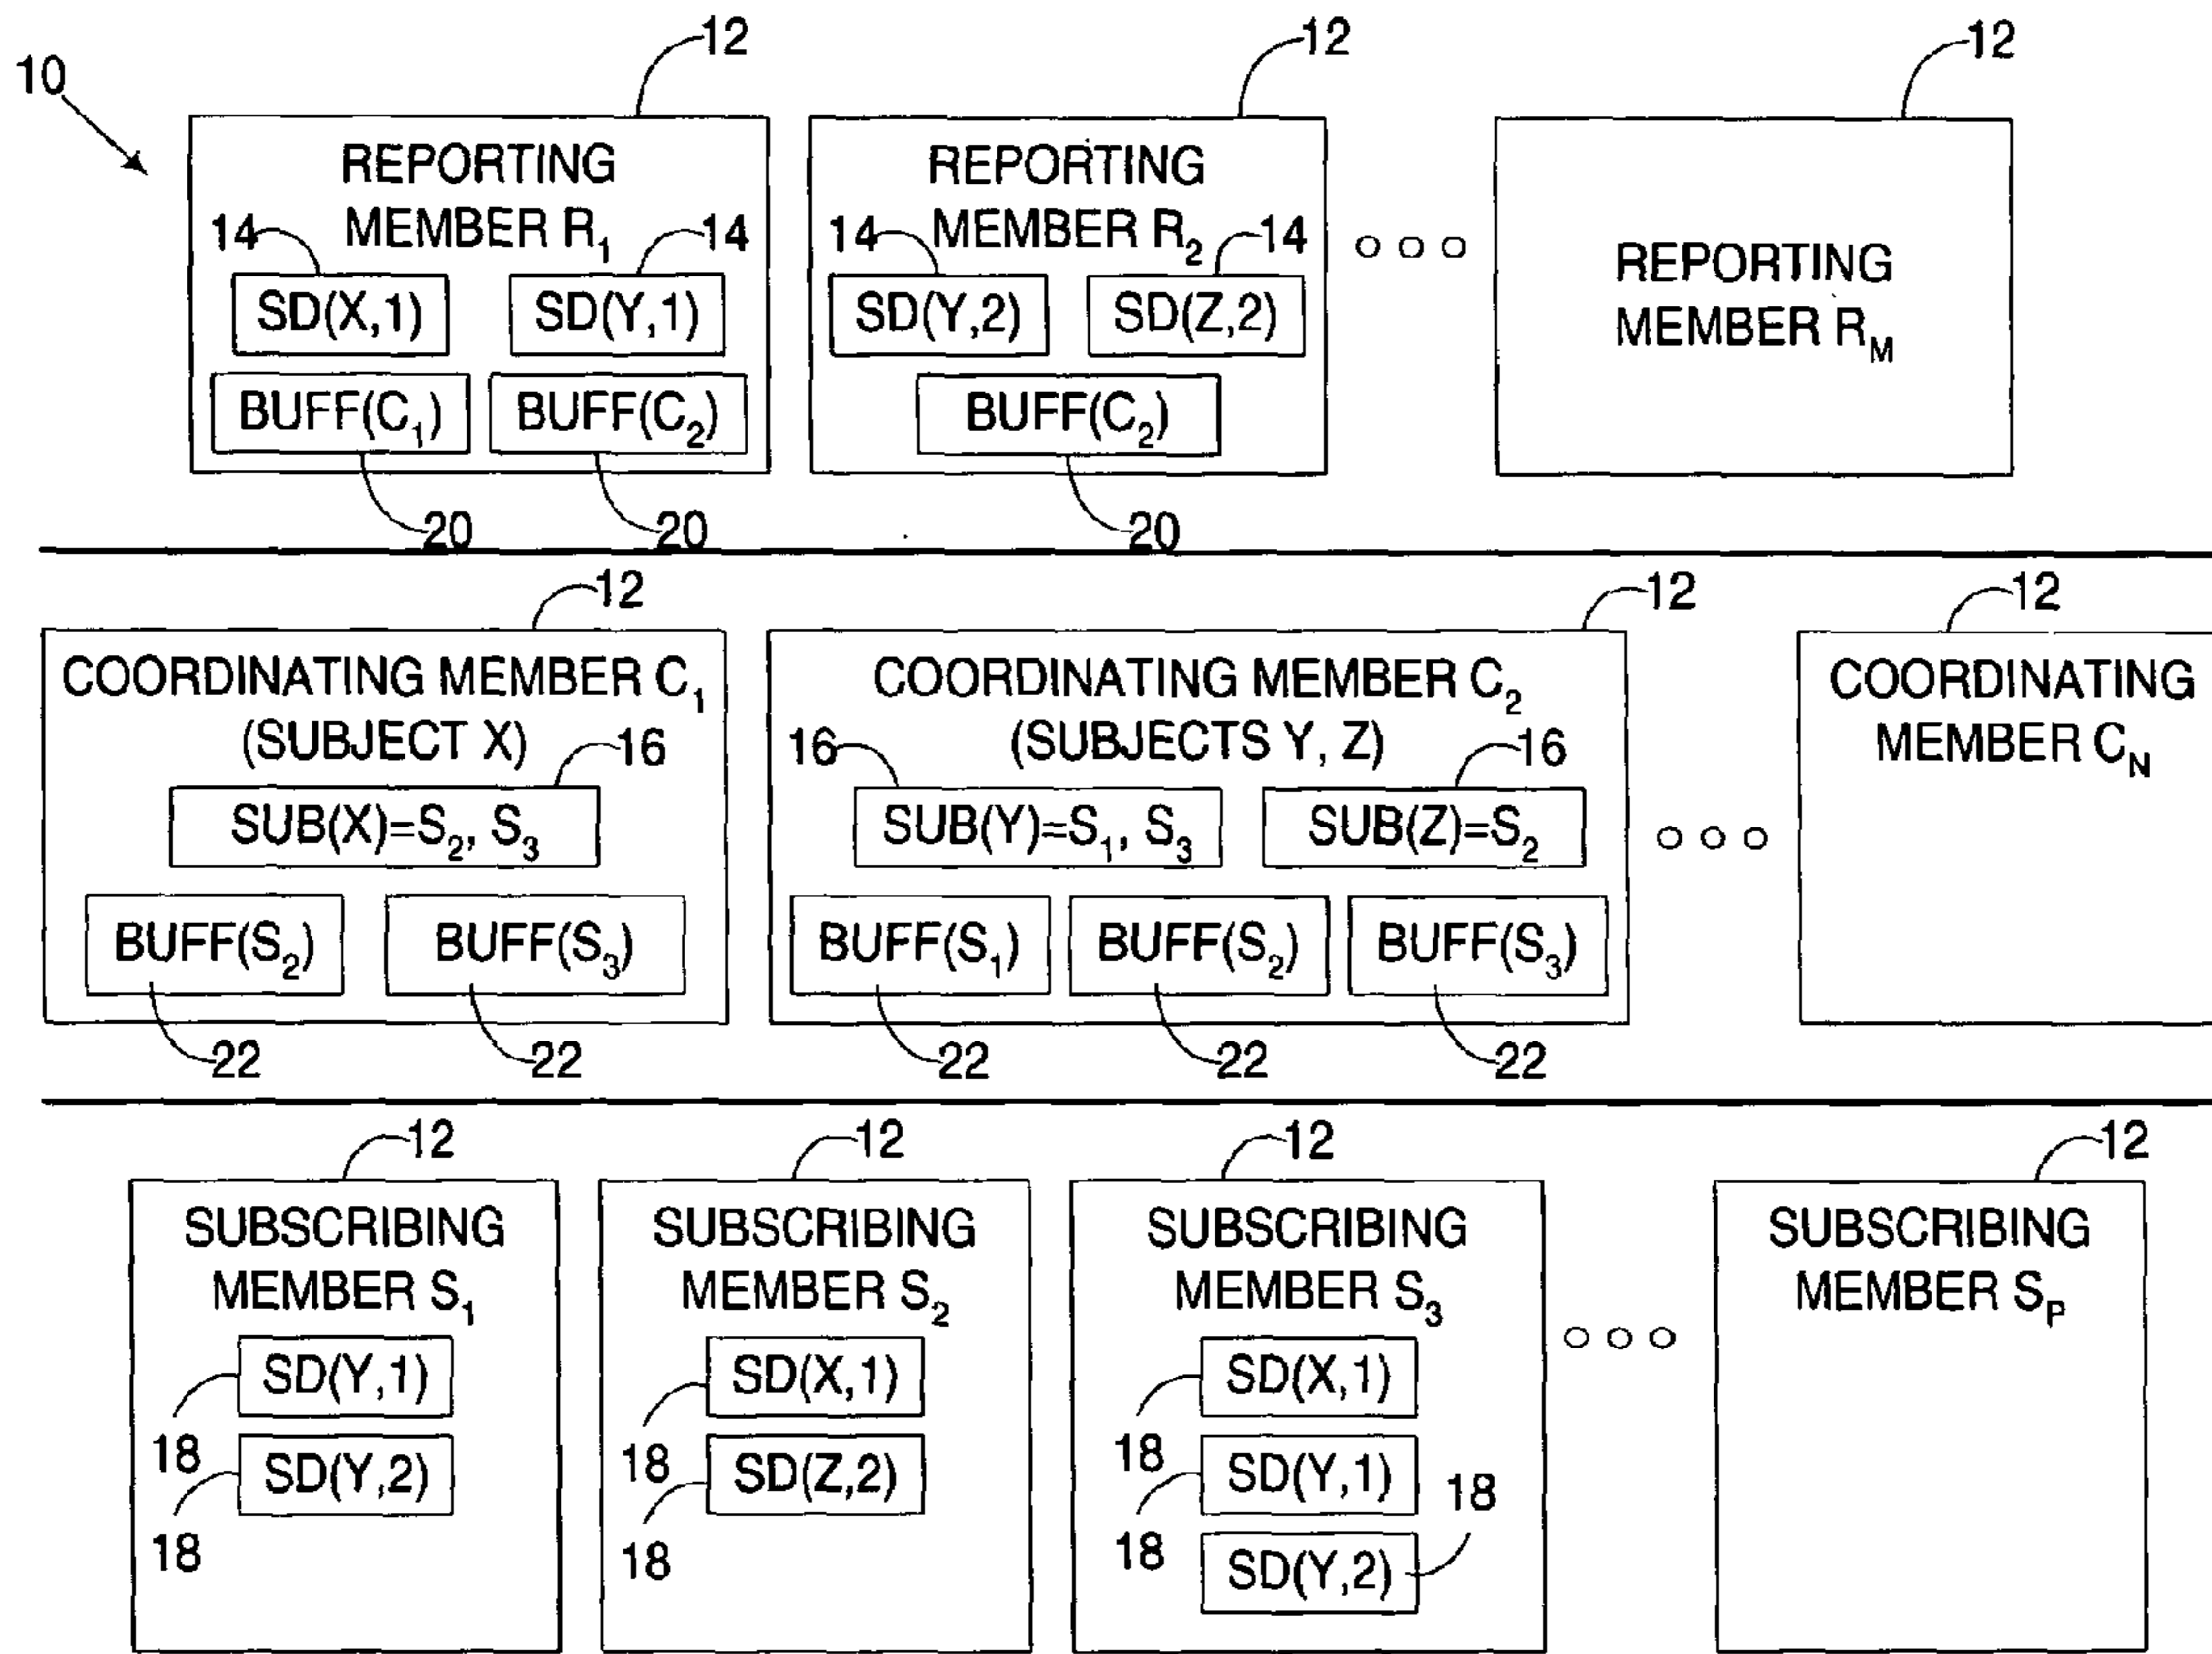 10
12
12
12
REPORTING
MEMBER R₁
14
14
SD(X,1)
SD(Y,1)
BUFF(C₁)
BUFF(C₂)
20
20
REPORTING
MEMBER R₂
14
14
SD(Y,2)
SD(Z,2)
BUFF(C₂)
20
REPORTING
MEMBER R_M
12
12
12
COORDINATING MEMBER C₁
(SUBJECT X)
16
SUB(X)=S₂, S₃
BUFF(S₂)
BUFF(S₃)
22
22
COORDINATING MEMBER C₂
(SUBJECTS Y, Z)
16
16
SUB(Y)=S₁, S₃
SUB(Z)=S₂
BUFF(S₁)
BUFF(S₂)
BUFF(S₃)
22
22
22
COORDINATING
MEMBER C_N
12
12
12
12
SUBSCRIBING
MEMBER S₁
SD(Y,1)
18
SD(Y,2)
18
SUBSCRIBING
MEMBER S₂
SD(X,1)
18
SD(Z,2)
18
SUBSCRIBING
MEMBER S₃
SD(X,1)
18
SD(Y,1)
18
18
SD(Y,2)
SUBSCRIBING
MEMBER S_P